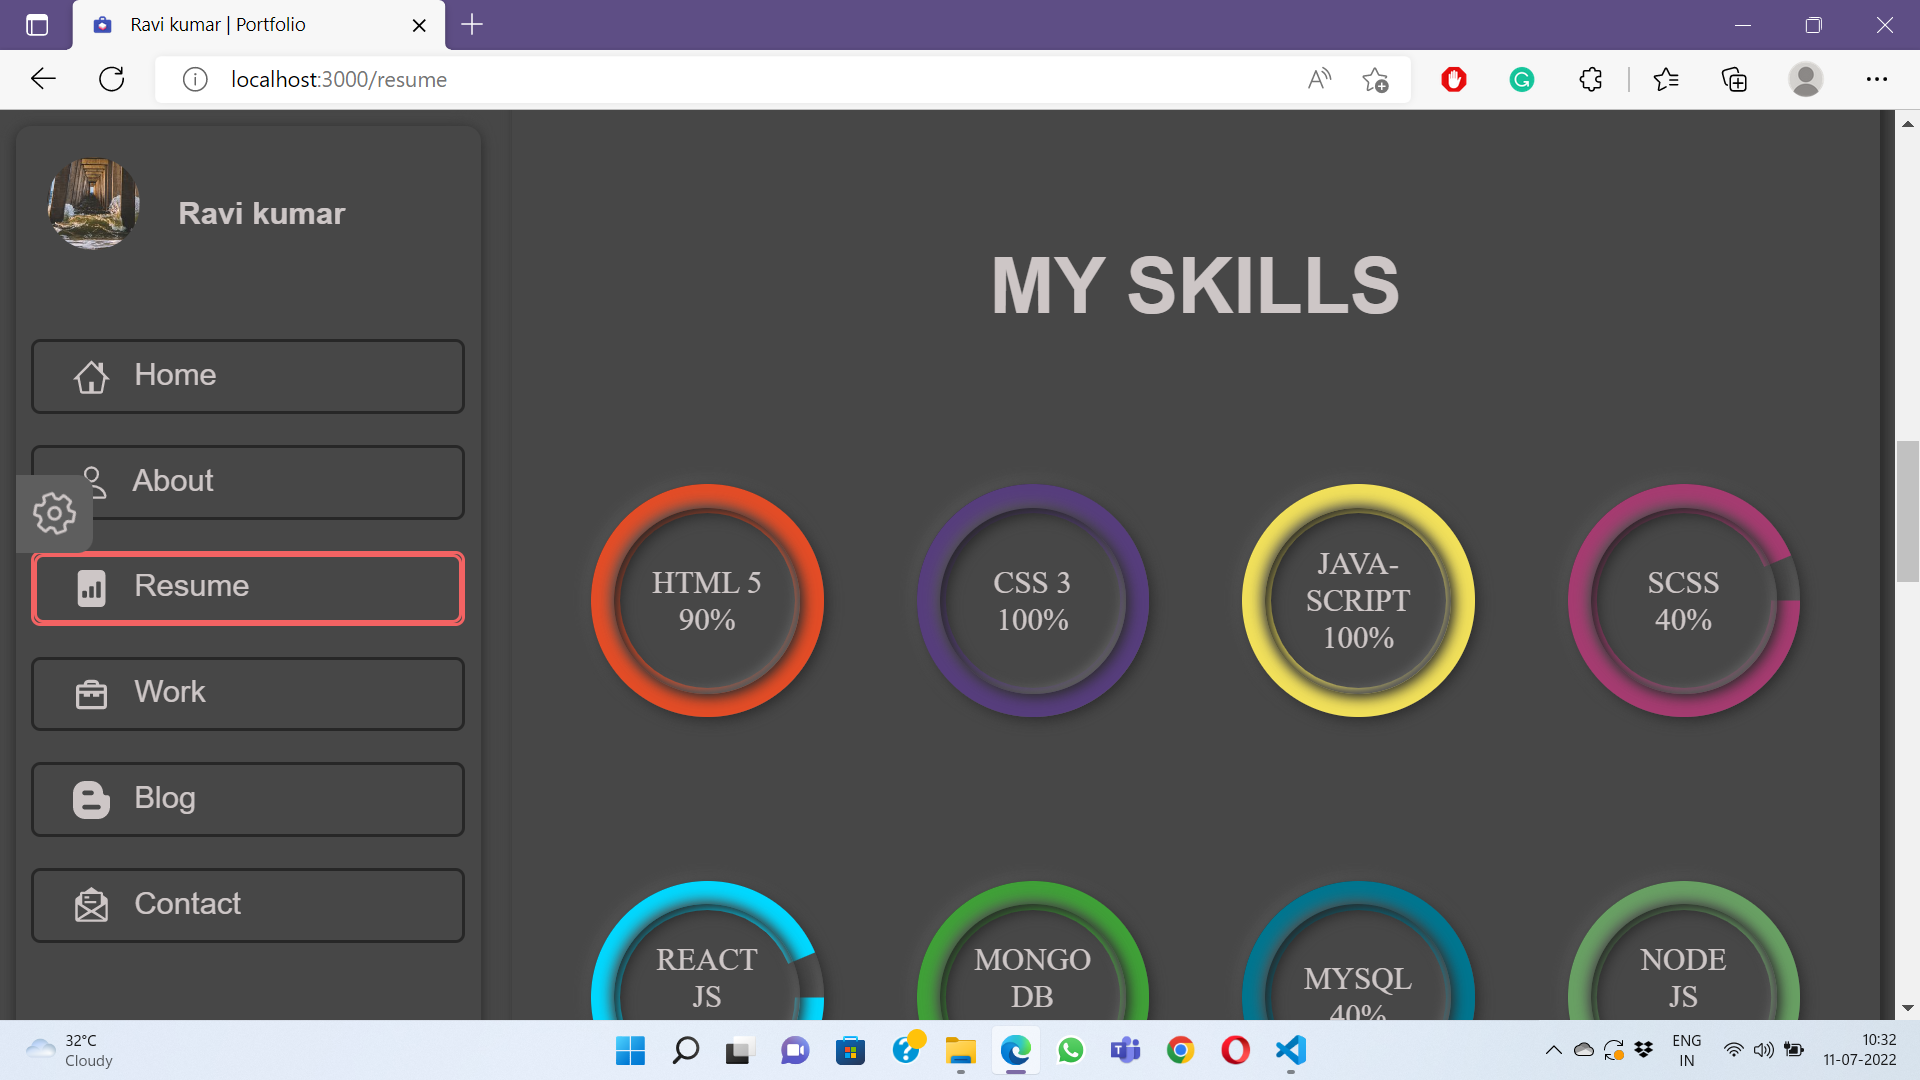 Ravi kumar | Portfolio
localhost:3000/resume
Ravi kumar
Home
About
Resume
Work
Blog
Contact
MY SKILLS
HTML 5
90%
CSS 3
100%
JAVA-
SCRIPT
100%
SCSS
40%
REACT
JS
MONGO
DB
MYSQL
40%
NODE
JS
32°C
Cloudy
ENG
IN
10:32
11-07-2022